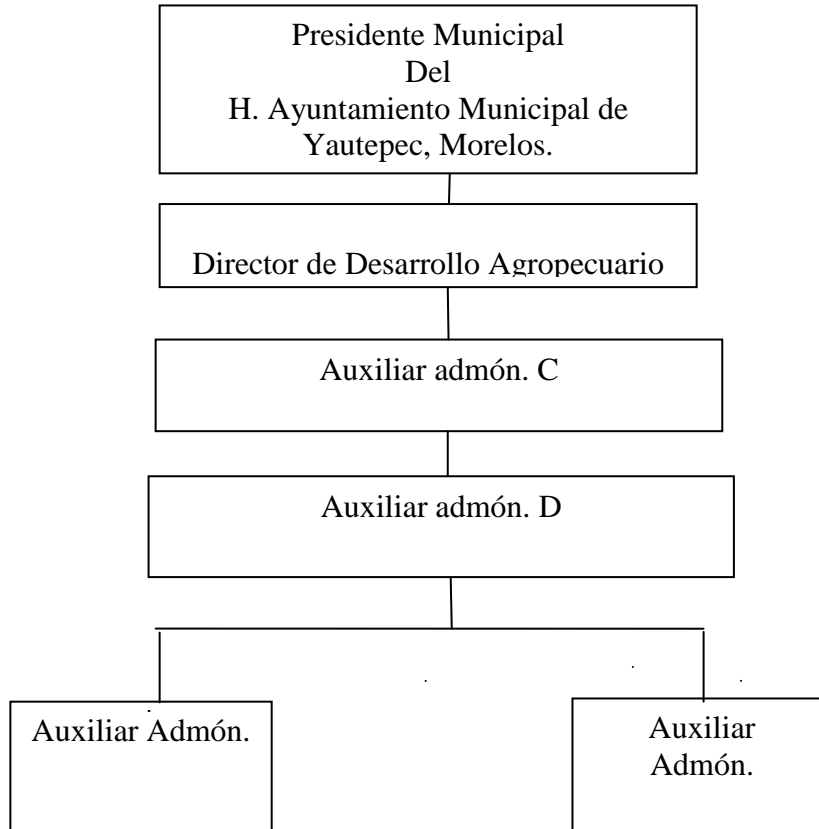 Presidente Municipal
Del
H. Ayuntamiento Municipal de
Yautepec, Morelos.
Director de Desarrollo Agropecuario
Auxiliar admón. C
Auxiliar admón. D
Auxiliar Admón.
Auxiliar
Admón.